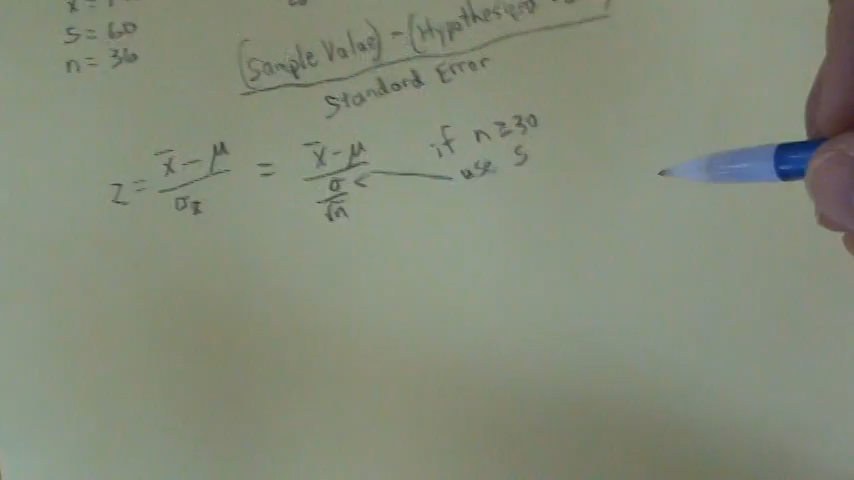 s = 60
n = 36
(Sample Value) - (Hypothesized
Standard Error
z = x̄ - μ / σx̄ = x̄ - μ / σ/√n
if n ≥ 30
use s